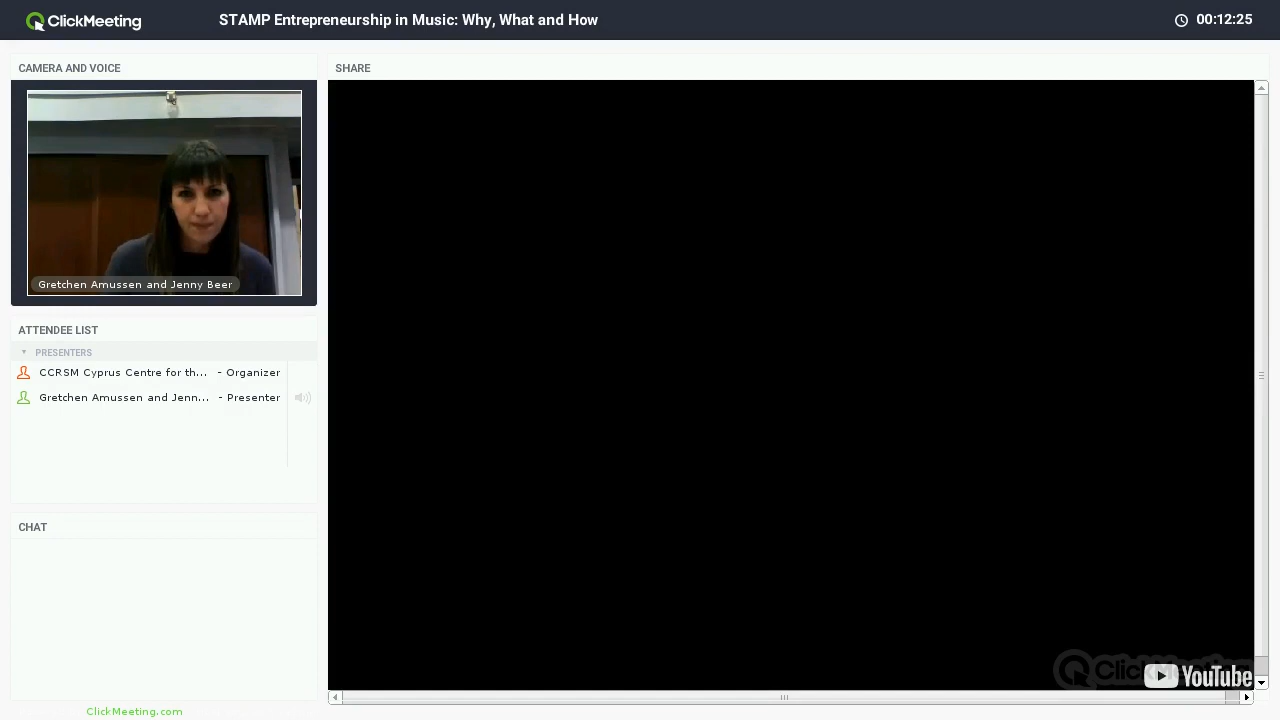 ClickMeeting
STAMP Entrepreneurship in Music: Why, What and How
00:12:25
CAMERA AND VOICE
SHARE
Gretchen Amussen and Jenny Beer
ATTENDEE LIST
PRESENTERS
CCRSM Cyprus Centre for th... - Organizer
Gretchen Amussen and Jenn... - Presenter
CHAT
ClickMeeting
YouTube
ClickMeeting.com